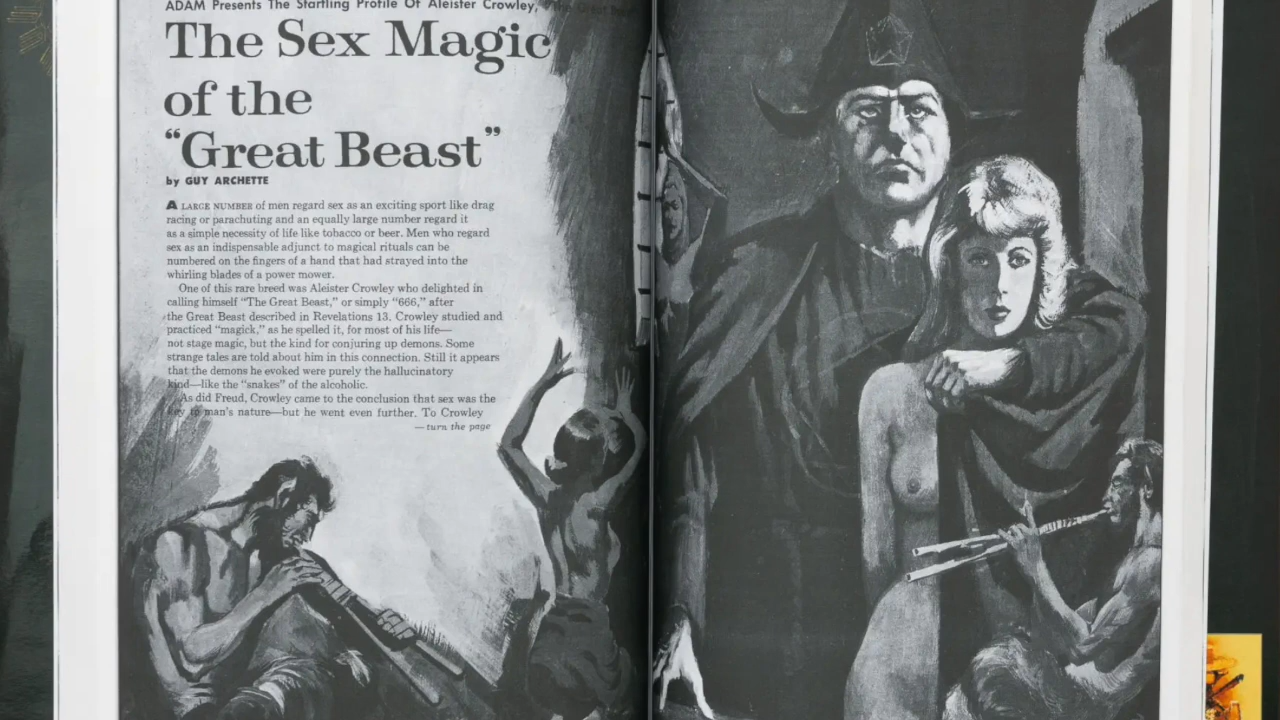 ADAM Presents The Startling Profile Of Aleister Crowley,
The Sex Magic
of the
“Great Beast”
by GUY ARCHETTE
A LARGE NUMBER of men regard sex as an exciting sport like drag
racing or parachuting and an equally large number regard it
as a simple necessity of life like tobacco or beer. Men who regard
sex as an indispensable adjunct to magical rituals can be
numbered on the fingers of a hand that had strayed into the
whirling blades of a power mower.
One of this rare breed was Aleister Crowley who delighted in
calling himself “The Great Beast,” or simply “666,” after
the Great Beast described in Revelations 13. Crowley studied and
practiced “magick,” as he spelled it, for most of his life—
not stage magic, but the kind for conjuring up demons. Some
strange tales are told about him in this connection. Still it appears
that the demons he evoked were purely the hallucinatory
kind—like the “snakes” of the alcoholic.
As did Freud, Crowley came to the conclusion that sex was the
key to man’s nature—but he went even further. To Crowley
—turn the page